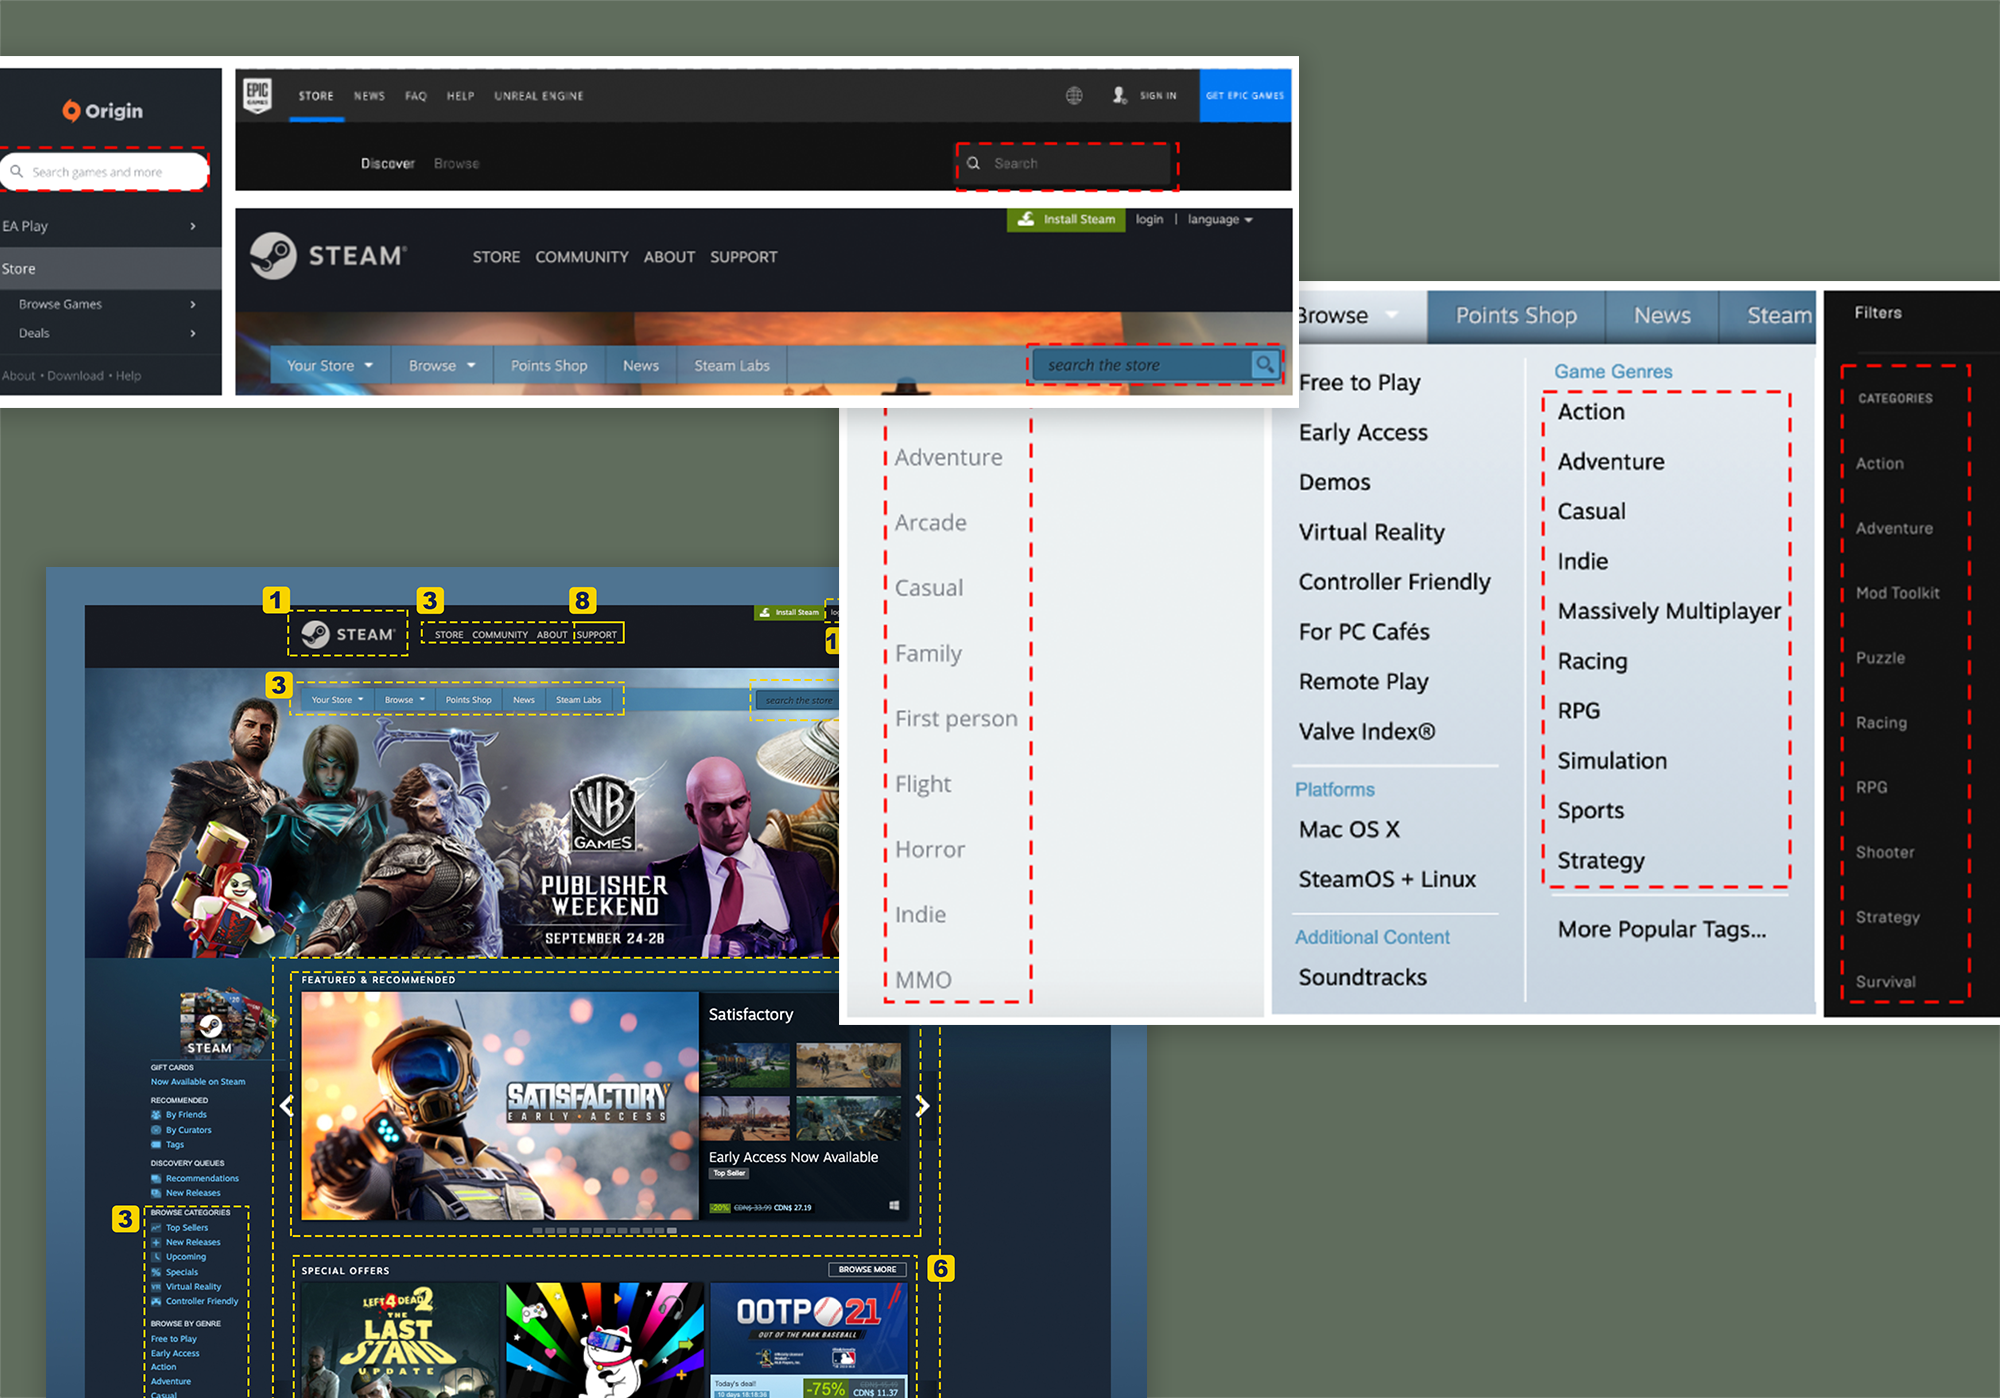 Origin
Search games and more
EA Play
Store
Browse Games
Deals
About • Download • Help
EPIC GAMES
STORE NEWS FAQ HELP UNREAL ENGINE
SIGN IN
GET EPIC GAMES
Discover Browse
Search
Install Steam login | language
STEAM®
STORE COMMUNITY ABOUT SUPPORT
Your Store Browse Points Shop News Steam Labs
search the store
Browse Points Shop News Steam
Free to Play
Early Access
Demos
Virtual Reality
Controller Friendly
For PC Cafés
Remote Play
Valve Index®
Platforms
Mac OS X
SteamOS + Linux
Additional Content
Soundtracks
Game Genres
Action
Adventure
Casual
Indie
Massively Multiplayer
Racing
RPG
Simulation
Sports
Strategy
More Popular Tags...
Filters
CATEGORIES
Action
Adventure
Mod Toolkit
Puzzle
Racing
RPG
Shooter
Strategy
Survival
Adventure
Arcade
Casual
Family
First person
Flight
Horror
Indie
MMO
1
3
8
Install Steam
1
STEAM®
STORE COMMUNITY ABOUT SUPPORT
3
Your Store Browse Points Shop News Steam Labs
search the store
WB
GAMES
PUBLISHER
WEEKEND
SEPTEMBER 24-28
FEATURED & RECOMMENDED
SATISFACTORY
EARLY ACCESS
Satisfactory
Early Access Now Available
Top Seller
-20% CDN$ 33.99 CDN$ 27.19
STEAM
GIFT CARDS
Now Available on Steam
RECOMMENDED
By Friends
By Curators
Tags
DISCOVERY QUEUES
Recommendations
New Releases
3
BROWSE CATEGORIES
Top Sellers
New Releases
Upcoming
Specials
Virtual Reality
Controller Friendly
BROWSE BY GENRE
Free to Play
Early Access
Action
Adventure
Casual
SPECIAL OFFERS
BROWSE MORE
6
LEFT 4 DEAD 2
THE
LAST
STAND
UPDATE
OOTP 21
OUT OF THE PARK BASEBALL
Today's deal!
10 days 18:18:36
-75%
CDN$ 11.37